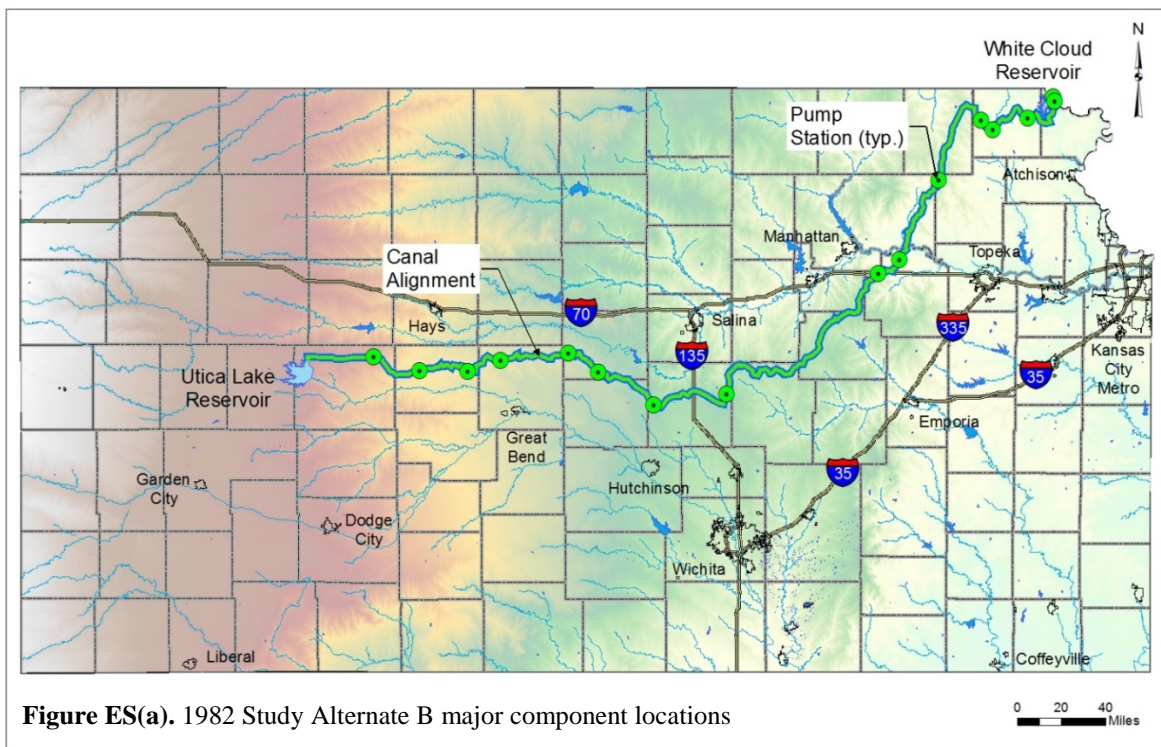 N
White Cloud
Reservoir
Pump
Station (typ.)
Atchison
Manhattan
Topeka
Canal
Alignment
Hays
70
Salina
335
135
35
Kansas
City
Metro
Utica Lake
Reservoir
Emporia
Great
Bend
Garden
City
Hutchinson
35
Dodge
City
Wichita
Liberal
Coffeyville
Figure ES(a). 1982 Study Alternate B major component locations
0 10 20 40
Miles